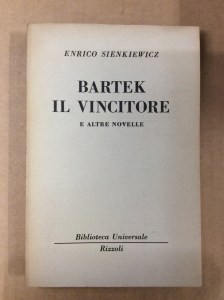 ENRICO SIENKIEWICZ
BARTEK
IL VINCITORE
E ALTRE NOVELLE
Biblioteca Universale
Rizzoli